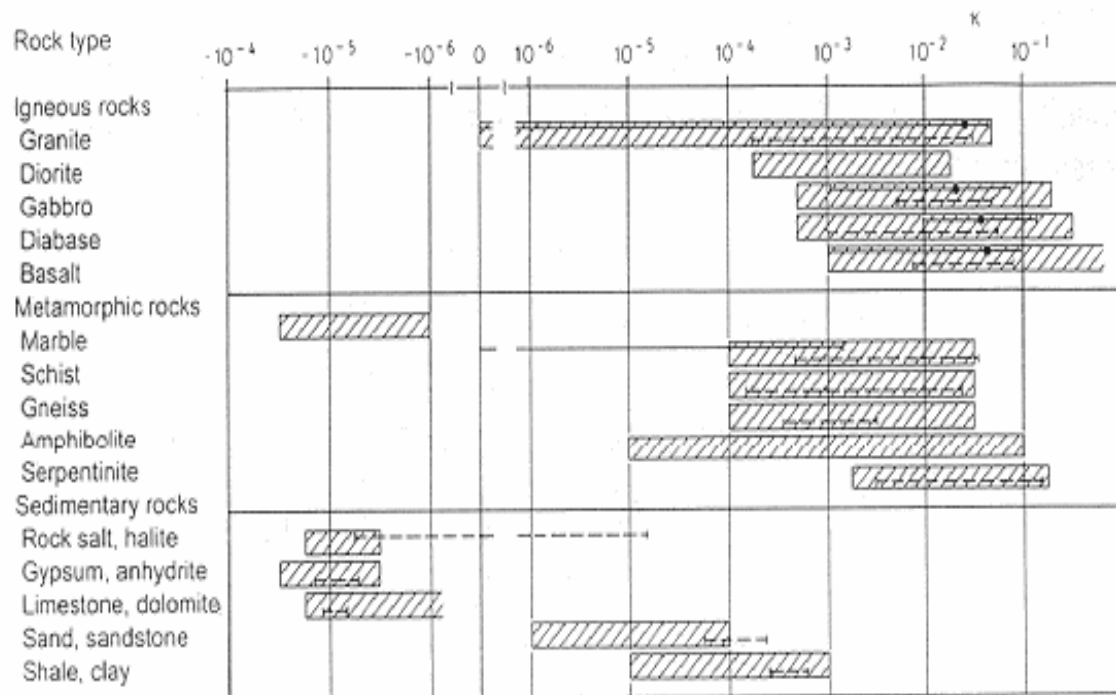 κ
Rock type
-10⁻⁴ -10⁻⁵ -10⁻⁶ 0 10⁻⁶ 10⁻⁵ 10⁻⁴ 10⁻³ 10⁻² 10⁻¹
Igneous rocks
Granite
Diorite
Gabbro
Diabase
Basalt
Metamorphic rocks
Marble
Schist
Gneiss
Amphibolite
Serpentinite
Sedimentary rocks
Rock salt, halite
Gypsum, anhydrite
Limestone, dolomite
Sand, sandstone
Shale, clay